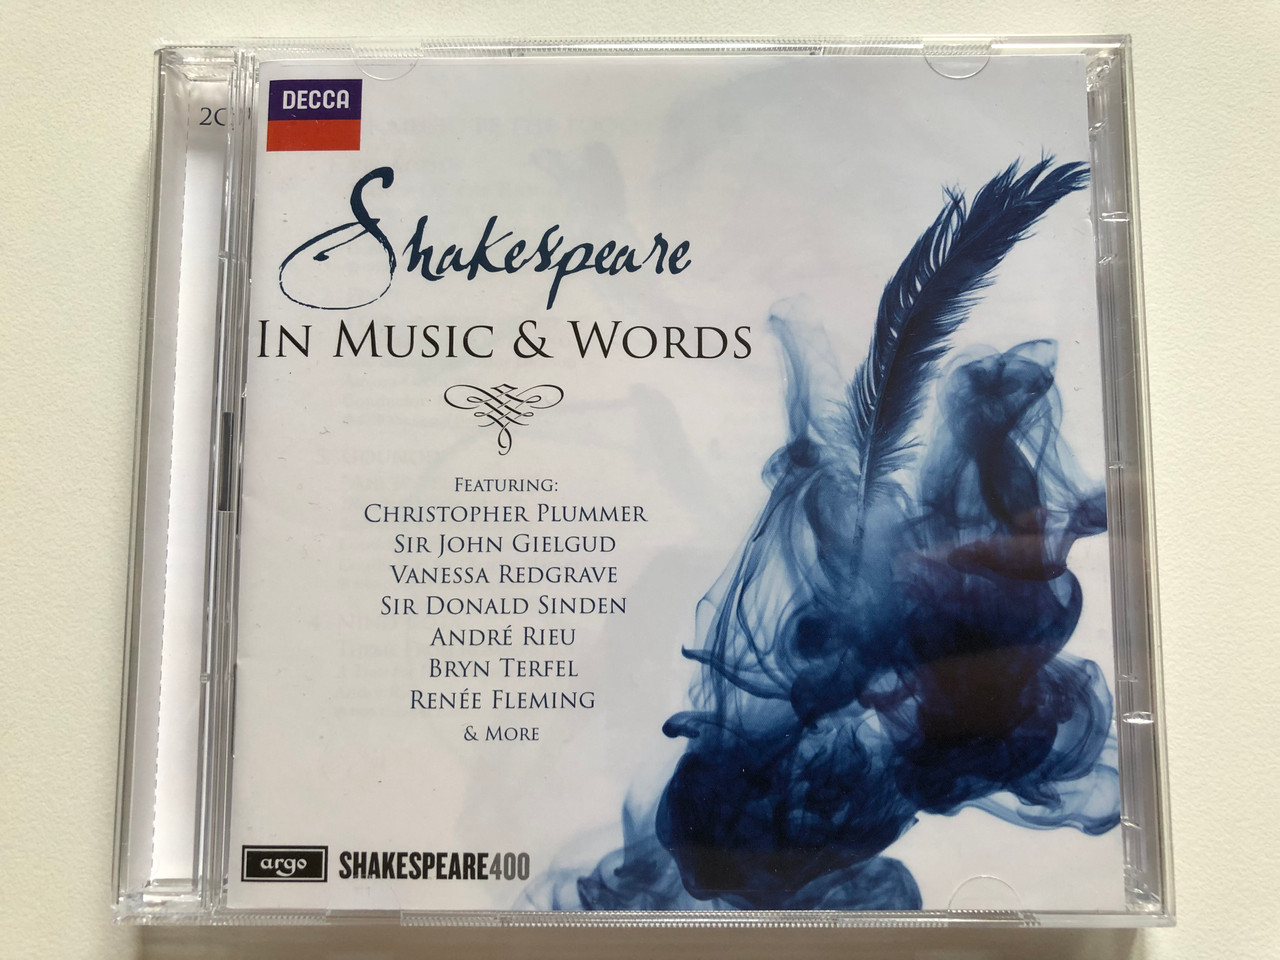 2CD
DECCA
Shakespeare
IN MUSIC & WORDS
FEATURING:
CHRISTOPHER PLUMMER
SIR JOHN GIELGUD
VANESSA REDGRAVE
SIR DONALD SINDEN
ANDRÉ RIEU
BRYN TERFEL
RENÉE FLEMING
& MORE
argo
SHAKESPEARE400